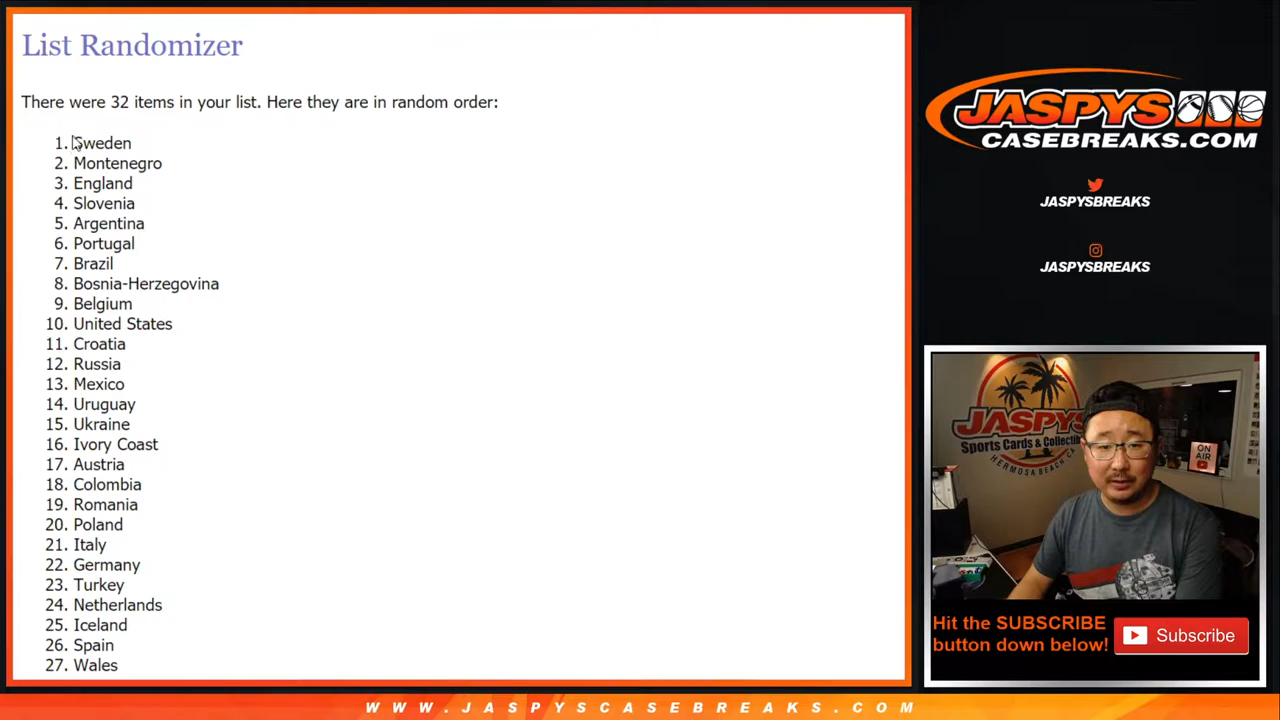 List Randomizer
There were 32 items in your list. Here they are in random order:
1. Sweden
2. Montenegro
3. England
4. Slovenia
5. Argentina
6. Portugal
7. Brazil
8. Bosnia-Herzegovina
9. Belgium
10. United States
11. Croatia
12. Russia
13. Mexico
14. Uruguay
15. Ukraine
16. Ivory Coast
17. Austria
18. Colombia
19. Romania
20. Poland
21. Italy
22. Germany
23. Turkey
24. Netherlands
25. Iceland
26. Spain
27. Wales
JASPYS
CASEBREAKS.COM
JASPYSBREAKS
JASPYSBREAKS
JASPYS
Sports Cards & Collectib
HERMOSA BEACH CA
ON
AIR
Hit the SUBSCRIBE
button down below!
Subscribe
WWW.JASPYSCASEBREAKS.COM